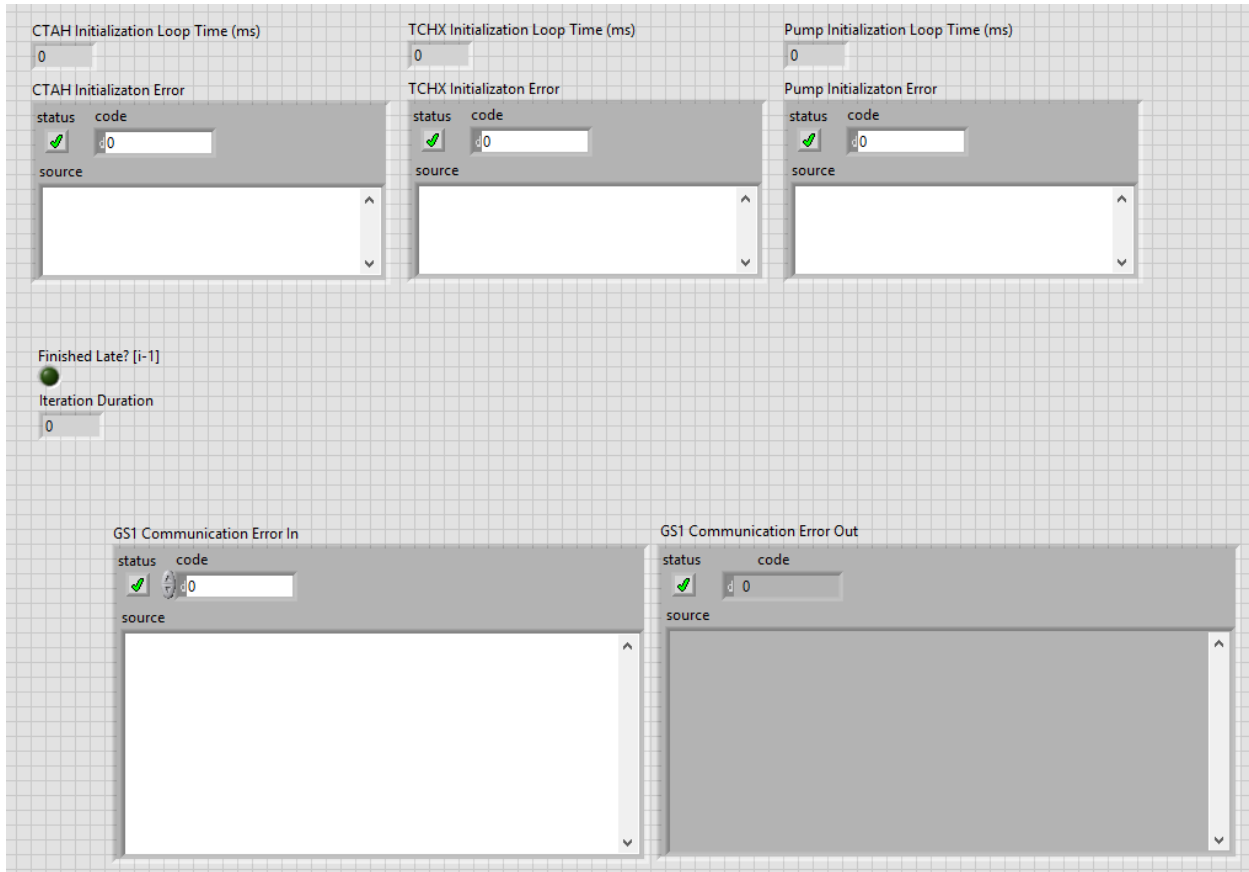 CTAH Initialization Loop Time (ms)
0
TCHX Initialization Loop Time (ms)
0
Pump Initialization Loop Time (ms)
0
CTAH Initializaton Error
status code
d 0
source
TCHX Initializaton Error
status code
d 0
source
Pump Initializaton Error
status code
d 0
source
Finished Late? [i-1]
Iteration Duration
0
GS1 Communication Error In
status code
d 0
source
GS1 Communication Error Out
status code
d 0
source